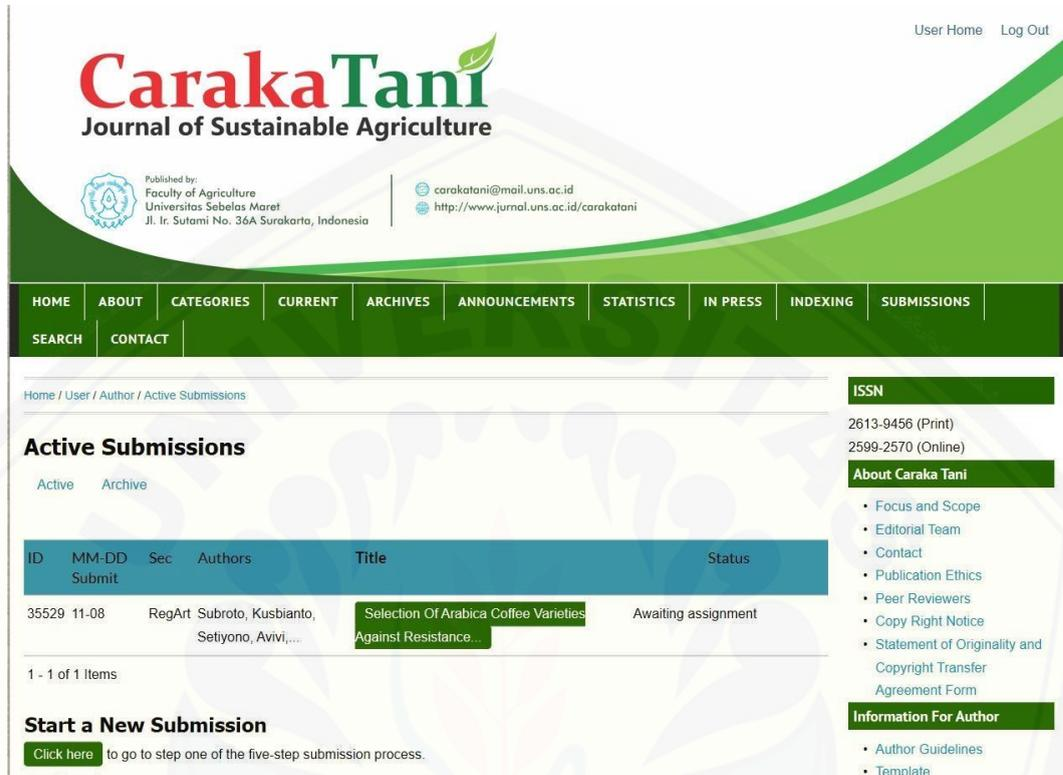 User Home Log Out
CarakaTani
Journal of Sustainable Agriculture
Published by:
Faculty of Agriculture
Universitas Sebelas Maret
Jl. Ir. Sutami No. 36A Surakarta, Indonesia
carakatani@mail.uns.ac.id
http://www.jurnal.uns.ac.id/carakatani
HOME ABOUT CATEGORIES CURRENT ARCHIVES ANNOUNCEMENTS STATISTICS IN PRESS INDEXING SUBMISSIONS
SEARCH CONTACT
Home / User / Author / Active Submissions
Active Submissions
Active Archive
ID MM-DD Sec Authors Title Status
Submit
35529 11-08 RegArt Subroto, Kusbianto, Selection Of Arabica Coffee Varieties Awaiting assignment
Setiyono, Avivi,... Against Resistance...
1 - 1 of 1 Items
Start a New Submission
Click here to go to step one of the five-step submission process.
ISSN
2613-9456 (Print)
2599-2570 (Online)
About Caraka Tani
• Focus and Scope
• Editorial Team
• Contact
• Publication Ethics
• Peer Reviewers
• Copy Right Notice
• Statement of Originality and
Copyright Transfer
Agreement Form
Information For Author
• Author Guidelines
• Template
UNIVERSITAS